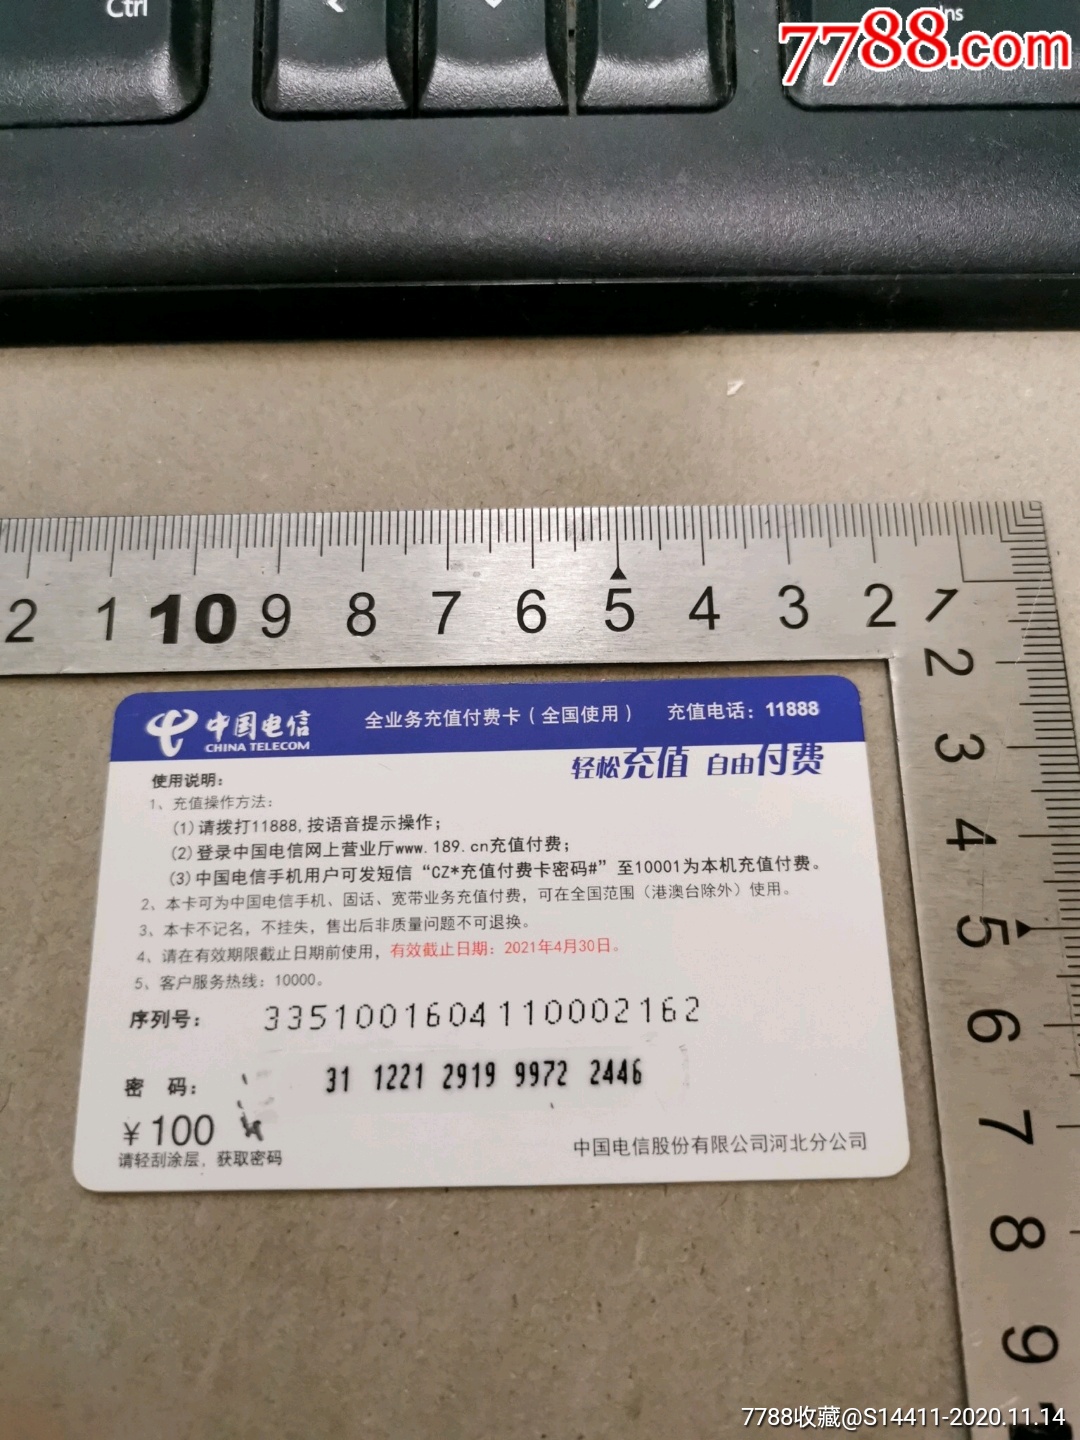 Ctrl
Ins
7788.com
2 1 10 9 8 7 6 5 4 3 2 1
2
3
4
5
6
7
8
9
中国电信
CHINA TELECOM
全业务充值付费卡（全国使用） 充值电话：11888
轻松充值 自由付费
使用说明：
1、充值操作方法：
(1)请拨打11888,按语音提示操作；
(2)登录中国电信网上营业厅www.189.cn充值付费；
(3)中国电信手机用户可发短信“CZ*充值付费卡密码#”至10001为本机充值付费。
2、本卡可为中国电信手机、固话、宽带业务充值付费，可在全国范围（港澳台除外）使用。
3、本卡不记名，不挂失，售出后非质量问题不可退换。
4、请在有效期限截止日期前使用，有效截止日期：2021年4月30日。
5、客户服务热线：10000。
序列号： 3351001604110002162
密 码： 31 1221 2919 9972 2446
¥100
请轻刮涂层，获取密码
中国电信股份有限公司河北分公司
7788收藏@S14411-2020.11.14